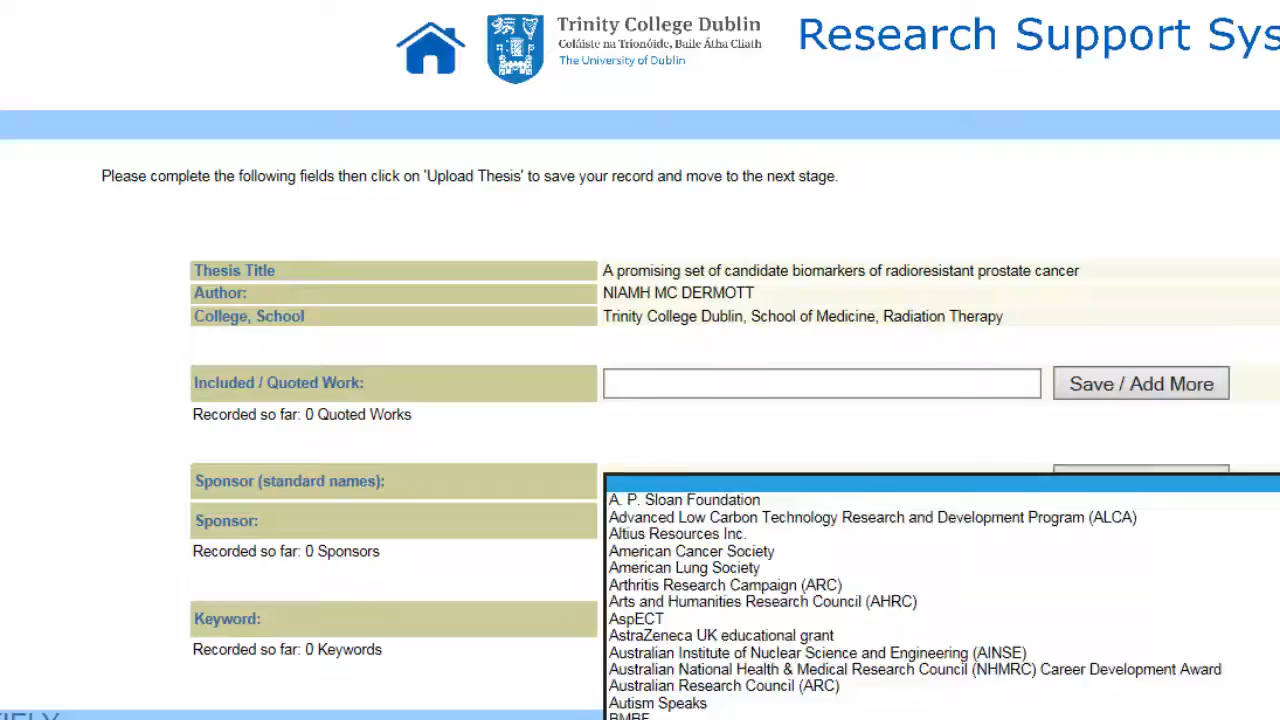 Trinity College Dublin
Coláiste na Tríonóide, Baile Átha Cliath
The University of Dublin
Research Support Sys
Please complete the following fields then click on 'Upload Thesis' to save your record and move to the next stage.
Thesis Title A promising set of candidate biomarkers of radioresistant prostate cancer
Author: NIAMH MC DERMOTT
College, School Trinity College Dublin, School of Medicine, Radiation Therapy
Included / Quoted Work: Save / Add More
Recorded so far: 0 Quoted Works
Sponsor (standard names):
Sponsor:
Recorded so far: 0 Sponsors
Keyword:
Recorded so far: 0 Keywords
A. P. Sloan Foundation
Advanced Low Carbon Technology Research and Development Program (ALCA)
Altius Resources Inc.
American Cancer Society
American Lung Society
Arthritis Research Campaign (ARC)
Arts and Humanities Research Council (AHRC)
AspECT
AstraZeneca UK educational grant
Australian Institute of Nuclear Science and Engineering (AINSE)
Australian National Health & Medical Research Council (NHMRC) Career Development Award
Australian Research Council (ARC)
Autism Speaks
BMBF